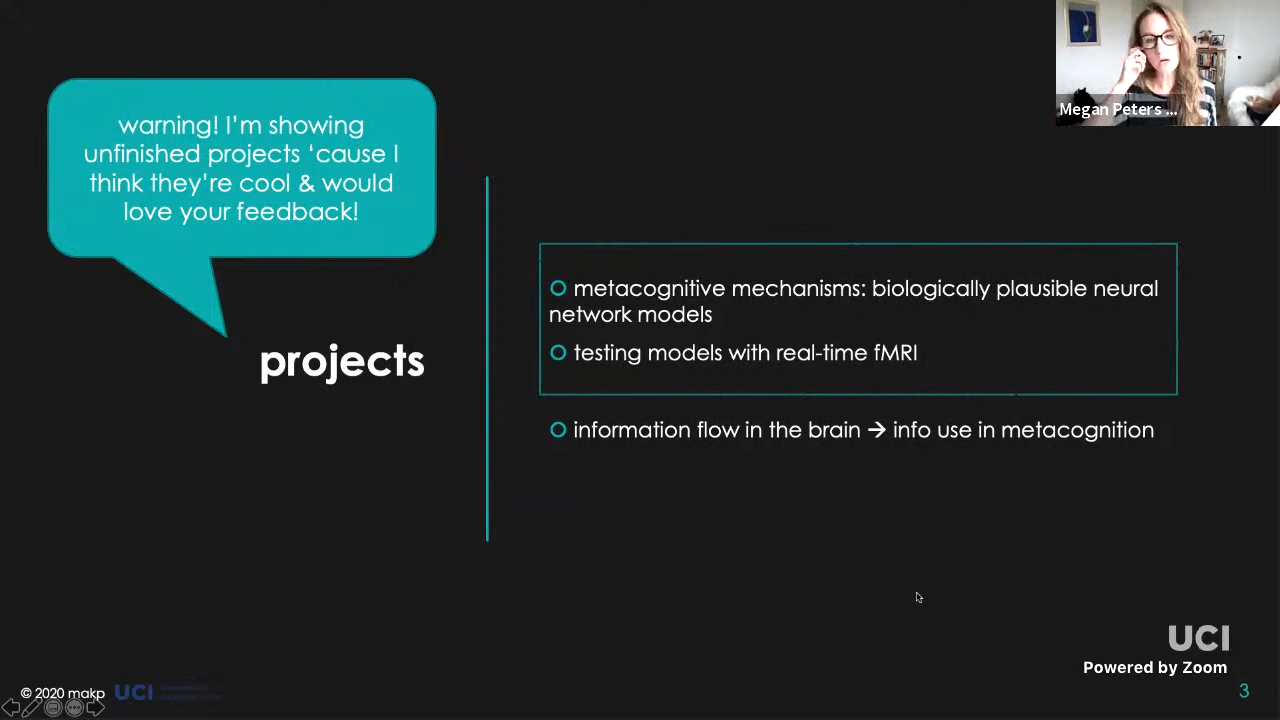 warning! I'm showing
unfinished projects ‘cause I
think they're cool & would
love your feedback!
projects
metacognitive mechanisms: biologically plausible neural
network models
testing models with real-time fMRI
information flow in the brain → info use in metacognition
Megan Peters ...
UCI
Powered by Zoom
© 2020 makp UCI
3